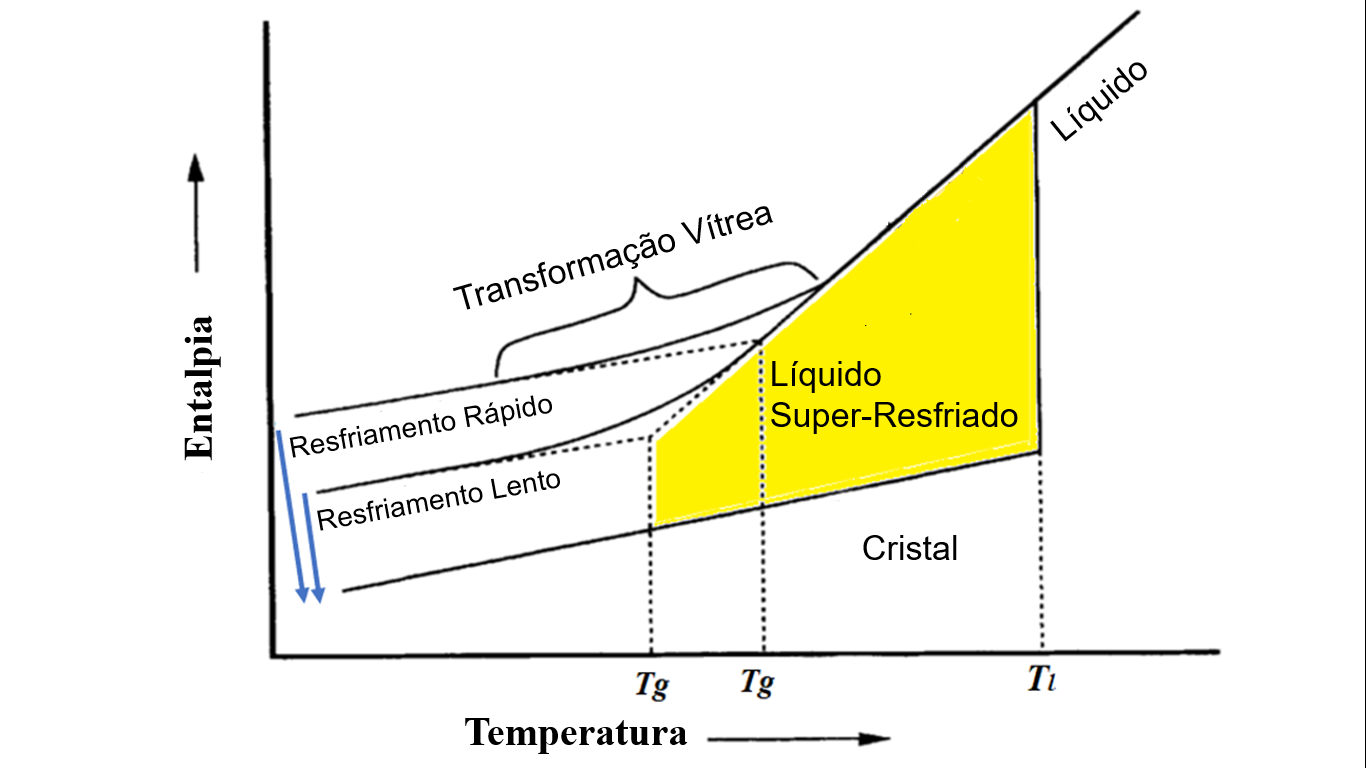 Líquido
Transformação Vítrea
Entalpia
Líquido
Super-Resfriado
Resfriamento Rápido
Resfriamento Lento
Cristal
Tg
Tg
Tl
Temperatura